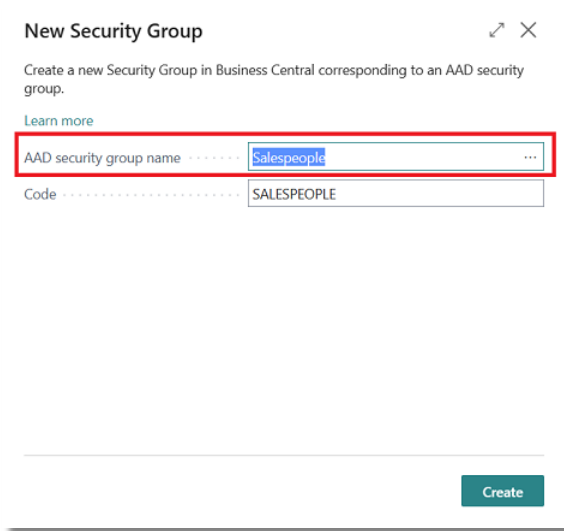 New Security Group
Create a new Security Group in Business Central corresponding to an AAD security
group.
Learn more
AAD security group name Salespeople ...
Code SALESPEOPLE
Create